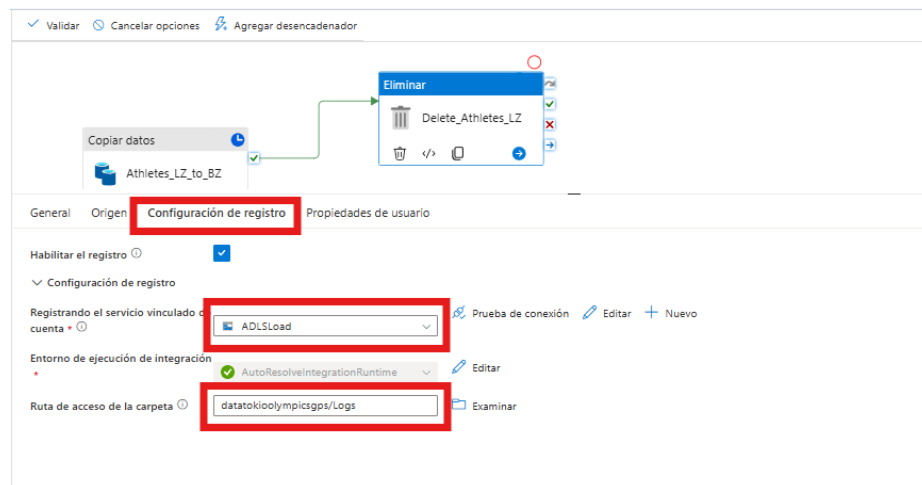 Validar Cancelar opciones Agregar desencadenador
Eliminar
Delete_Athletes_LZ
Copiar datos
Athletes_LZ_to_BZ
General Origen Configuración de registro Propiedades de usuario
Habilitar el registro
Configuración de registro
Registrando el servicio vinculado
cuenta * ADLSLoad Prueba de conexión Editar Nuevo
Entorno de ejecución de integración
* AutoResolveIntegrationRuntime Editar
Ruta de acceso de la carpeta datatokioolympicsgps/Logs Examinar